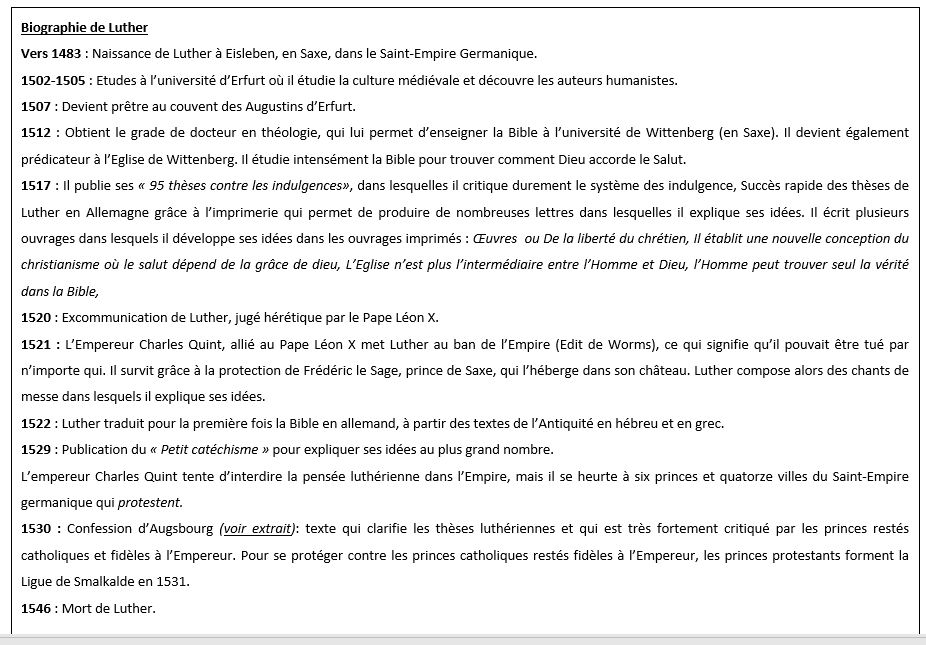 Biographie de Luther
Vers 1483 : Naissance de Luther à Eisleben, en Saxe, dans le Saint-Empire Germanique.
1502-1505 : Etudes à l’université d’Erfurt où il étudie la culture médiévale et découvre les auteurs humanistes.
1507 : Devient prêtre au couvent des Augustins d’Erfurt.
1512 : Obtient le grade de docteur en théologie, qui lui permet d’enseigner la Bible à l’université de Wittenberg (en Saxe). Il devient également
prédicateur à l’Eglise de Wittenberg. Il étudie intensément la Bible pour trouver comment Dieu accorde le Salut.
1517 : Il publie ses « 95 thèses contre les indulgences», dans lesquelles il critique durement le système des indulgence, Succès rapide des thèses de
Luther en Allemagne grâce à l’imprimerie qui permet de produire de nombreuses lettres dans lesquelles il explique ses idées. Il écrit plusieurs
ouvrages dans lesquels il développe ses idées dans les ouvrages imprimés : Œuvres ou De la liberté du chrétien, Il établit une nouvelle conception du
christianisme où le salut dépend de la grâce de dieu, L’Eglise n’est plus l’intermédiaire entre l’Homme et Dieu, l’Homme peut trouver seul la vérité
dans la Bible,
1520 : Excommunication de Luther, jugé hérétique par le Pape Léon X.
1521 : L’Empereur Charles Quint, allié au Pape Léon X met Luther au ban de l’Empire (Edit de Worms), ce qui signifie qu’il pouvait être tué par
n’importe qui. Il survit grâce à la protection de Frédéric le Sage, prince de Saxe, qui l’héberge dans son château. Luther compose alors des chants de
messe dans lesquels il explique ses idées.
1522 : Luther traduit pour la première fois la Bible en allemand, à partir des textes de l’Antiquité en hébreu et en grec.
1529 : Publication du « Petit catéchisme » pour expliquer ses idées au plus grand nombre.
L’empereur Charles Quint tente d’interdire la pensée luthérienne dans l’Empire, mais il se heurte à six princes et quatorze villes du Saint-Empire
germanique qui protestent.
1530 : Confession d’Augsbourg (voir extrait): texte qui clarifie les thèses luthériennes et qui est très fortement critiqué par les princes restés
catholiques et fidèles à l’Empereur. Pour se protéger contre les princes catholiques restés fidèles à l’Empereur, les princes protestants forment la
Ligue de Smalkalde en 1531.
1546 : Mort de Luther.